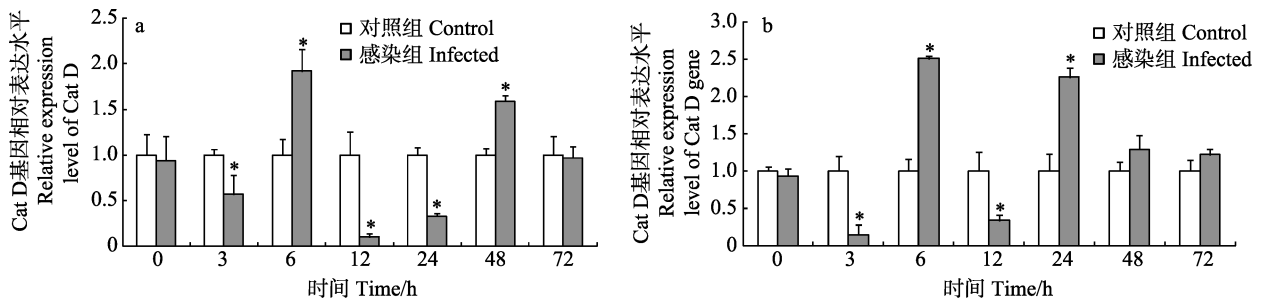 Cat D基因相对表达水平
Relative expression
level of Cat D
2.5
2.0
1.5
1.0
0.5
0
a
对照组 Control
感染组 Infected
*
*
*
*
*
0 3 6 12 24 48 72
时间 Time/h
Cat D基因相对表达水平
Relative expression
level of Cat D gene
3.0
2.5
2.0
1.5
1.0
0.5
0
b
对照组 Control
感染组 Infected
*
*
*
*
0 3 6 12 24 48 72
时间 Time/h